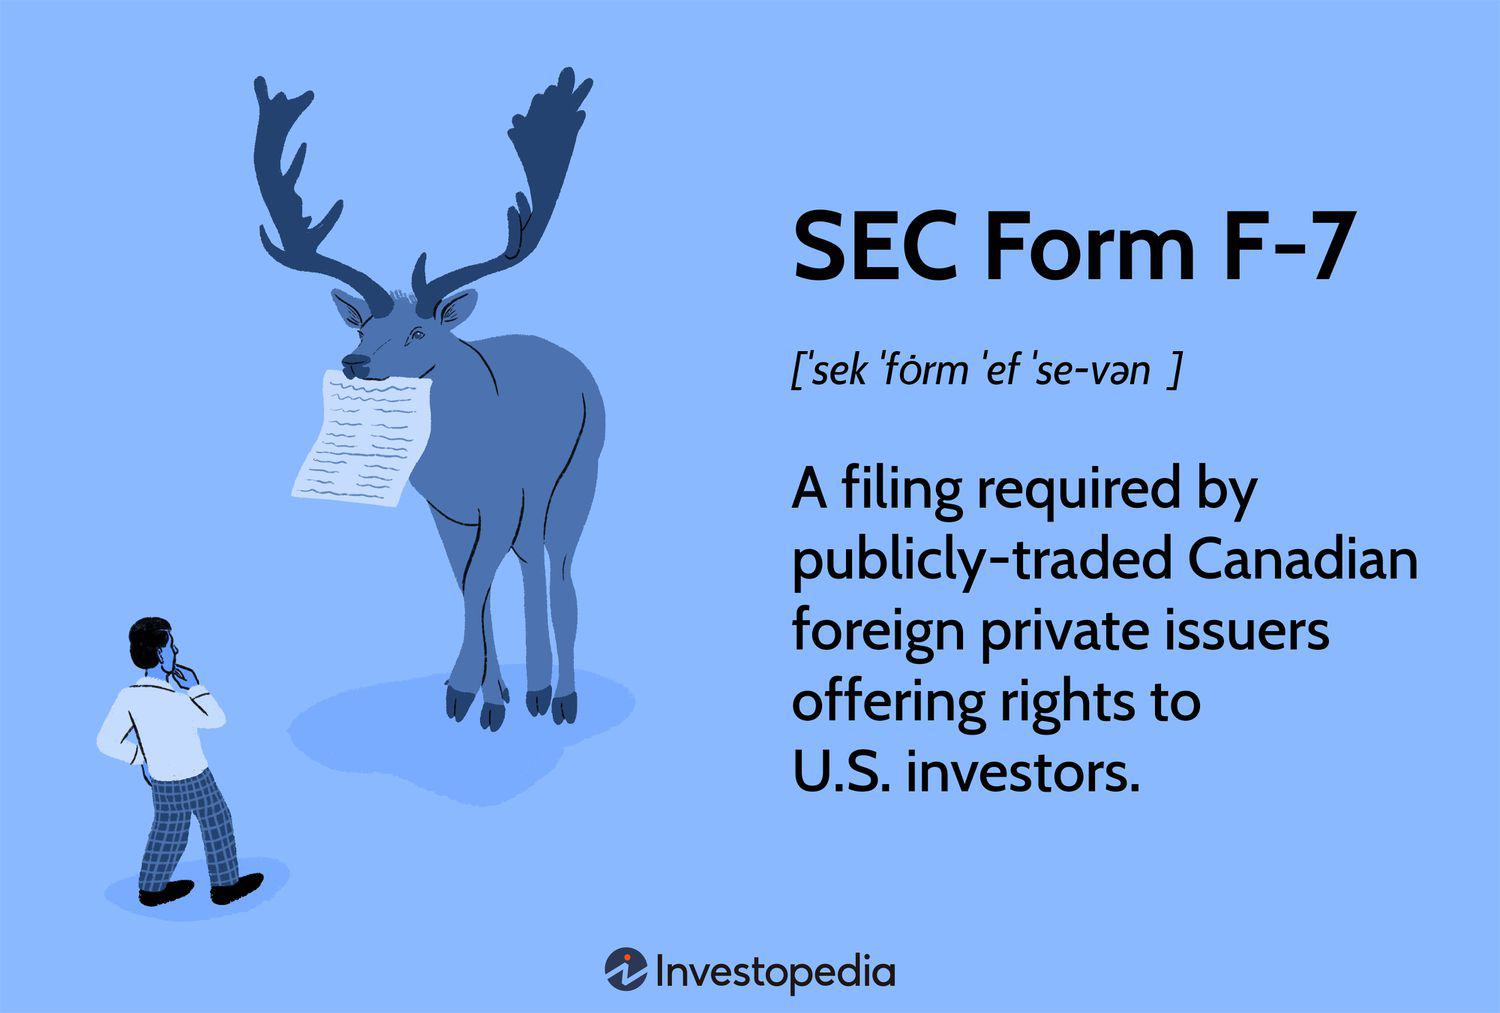 SEC Form F-7
[ˈsek ˈfȯrm ˈef ˈse-vən ]
A filing required by
publicly-traded Canadian
foreign private issuers
offering rights to
U.S. investors.
Investopedia